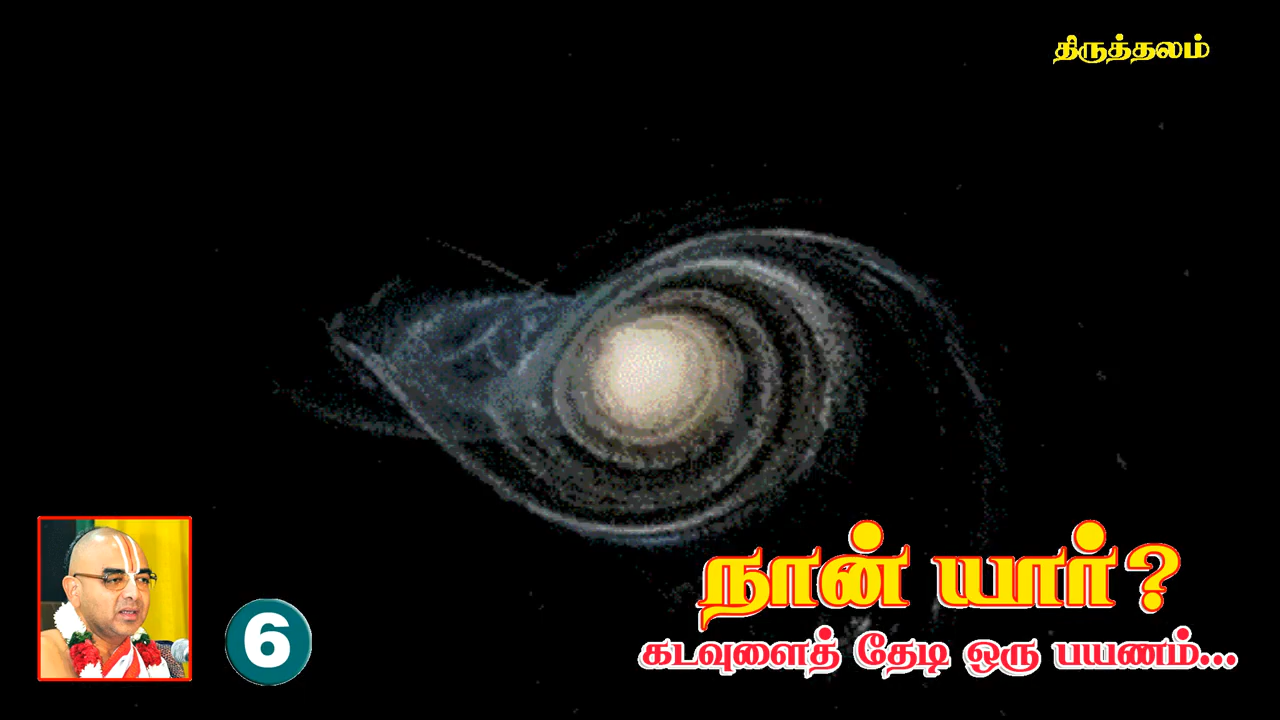 திருத்தலம்
நான் யார்?
கடவுளைத் தேடி ஒரு பயணம்...
6